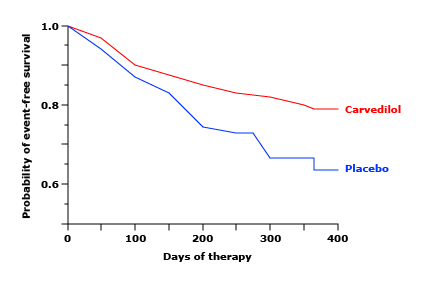 Probability of event-free survival
1.0
0.8
0.6
Carvedilol
Placebo
0 100 200 300 400
Days of therapy